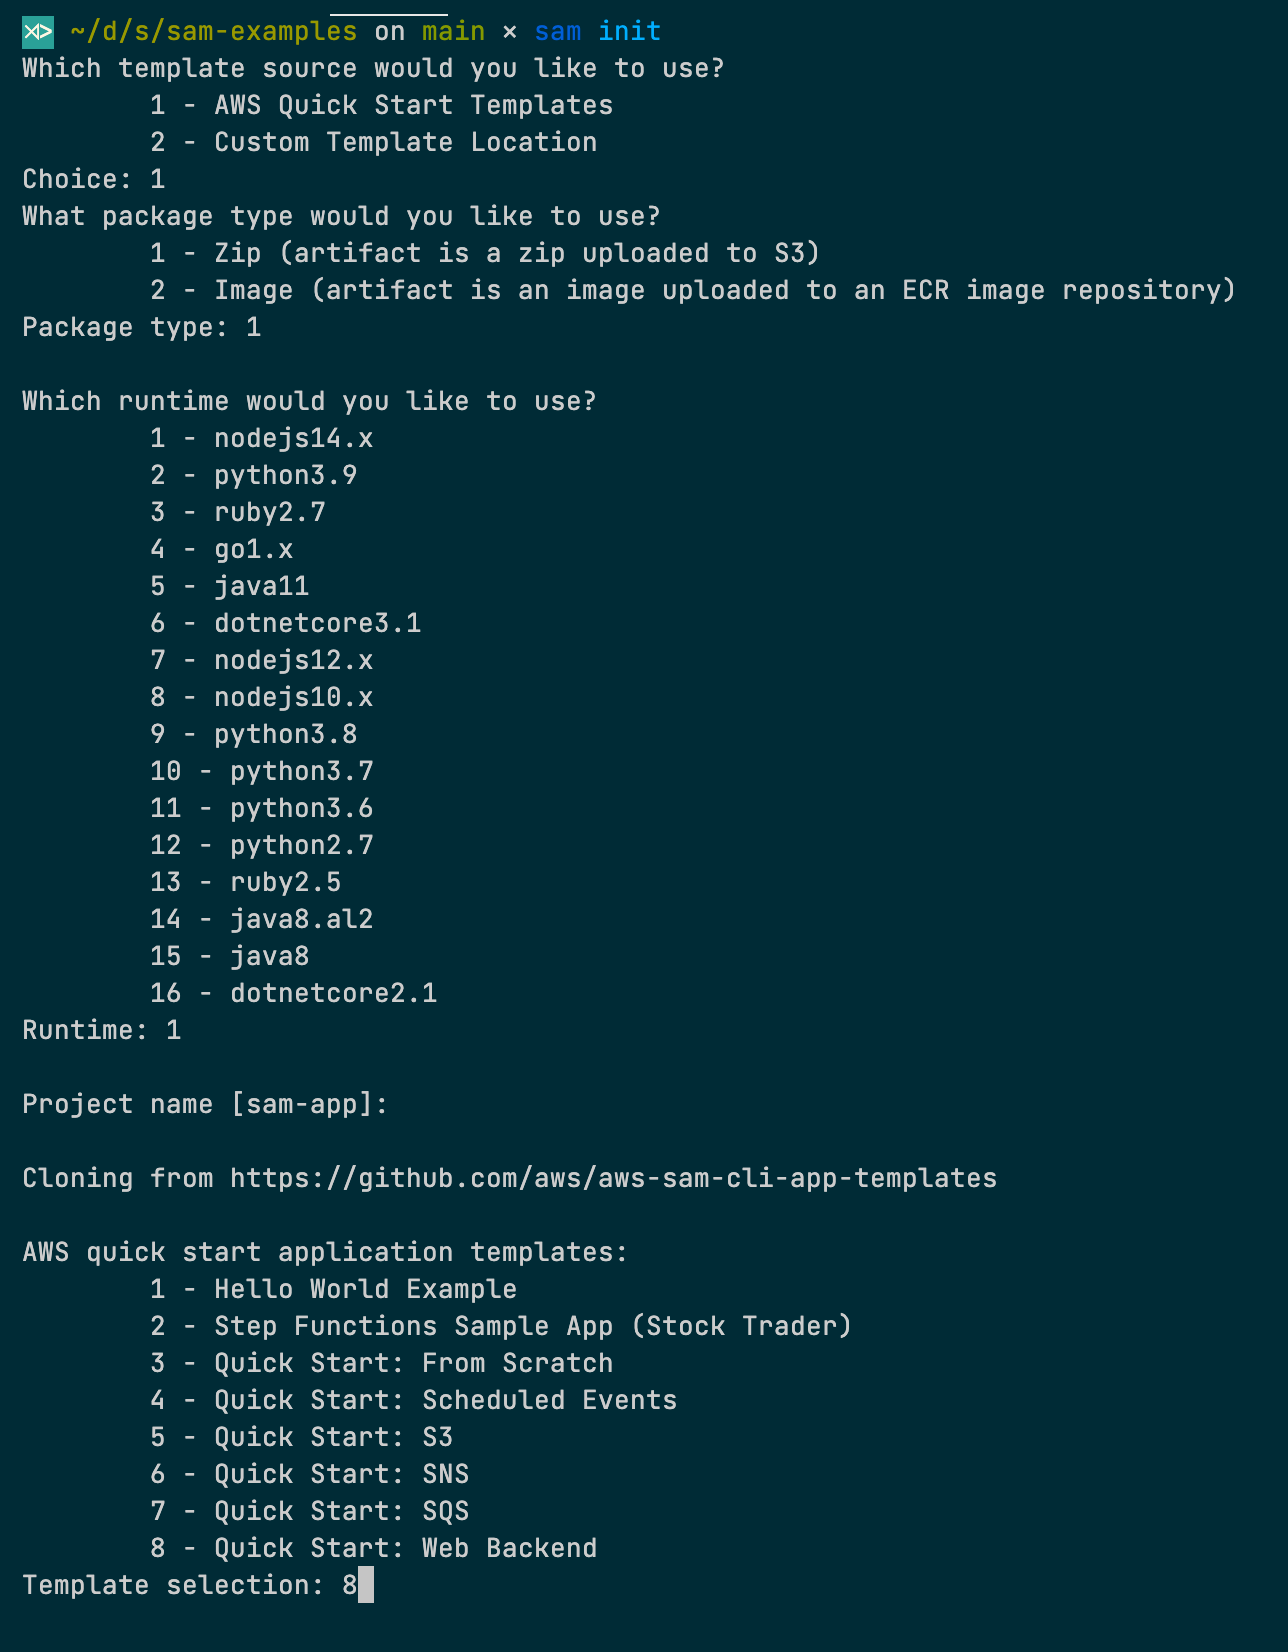 ~/d/s/sam-examples on main × sam init
Which template source would you like to use?
1 - AWS Quick Start Templates
2 - Custom Template Location
Choice: 1
What package type would you like to use?
1 - Zip (artifact is a zip uploaded to S3)
2 - Image (artifact is an image uploaded to an ECR image repository)
Package type: 1
Which runtime would you like to use?
1 - nodejs14.x
2 - python3.9
3 - ruby2.7
4 - go1.x
5 - java11
6 - dotnetcore3.1
7 - nodejs12.x
8 - nodejs10.x
9 - python3.8
10 - python3.7
11 - python3.6
12 - python2.7
13 - ruby2.5
14 - java8.al2
15 - java8
16 - dotnetcore2.1
Runtime: 1
Project name [sam-app]:
Cloning from https://github.com/aws/aws-sam-cli-app-templates
AWS quick start application templates:
1 - Hello World Example
2 - Step Functions Sample App (Stock Trader)
3 - Quick Start: From Scratch
4 - Quick Start: Scheduled Events
5 - Quick Start: S3
6 - Quick Start: SNS
7 - Quick Start: SQS
8 - Quick Start: Web Backend
Template selection: 8